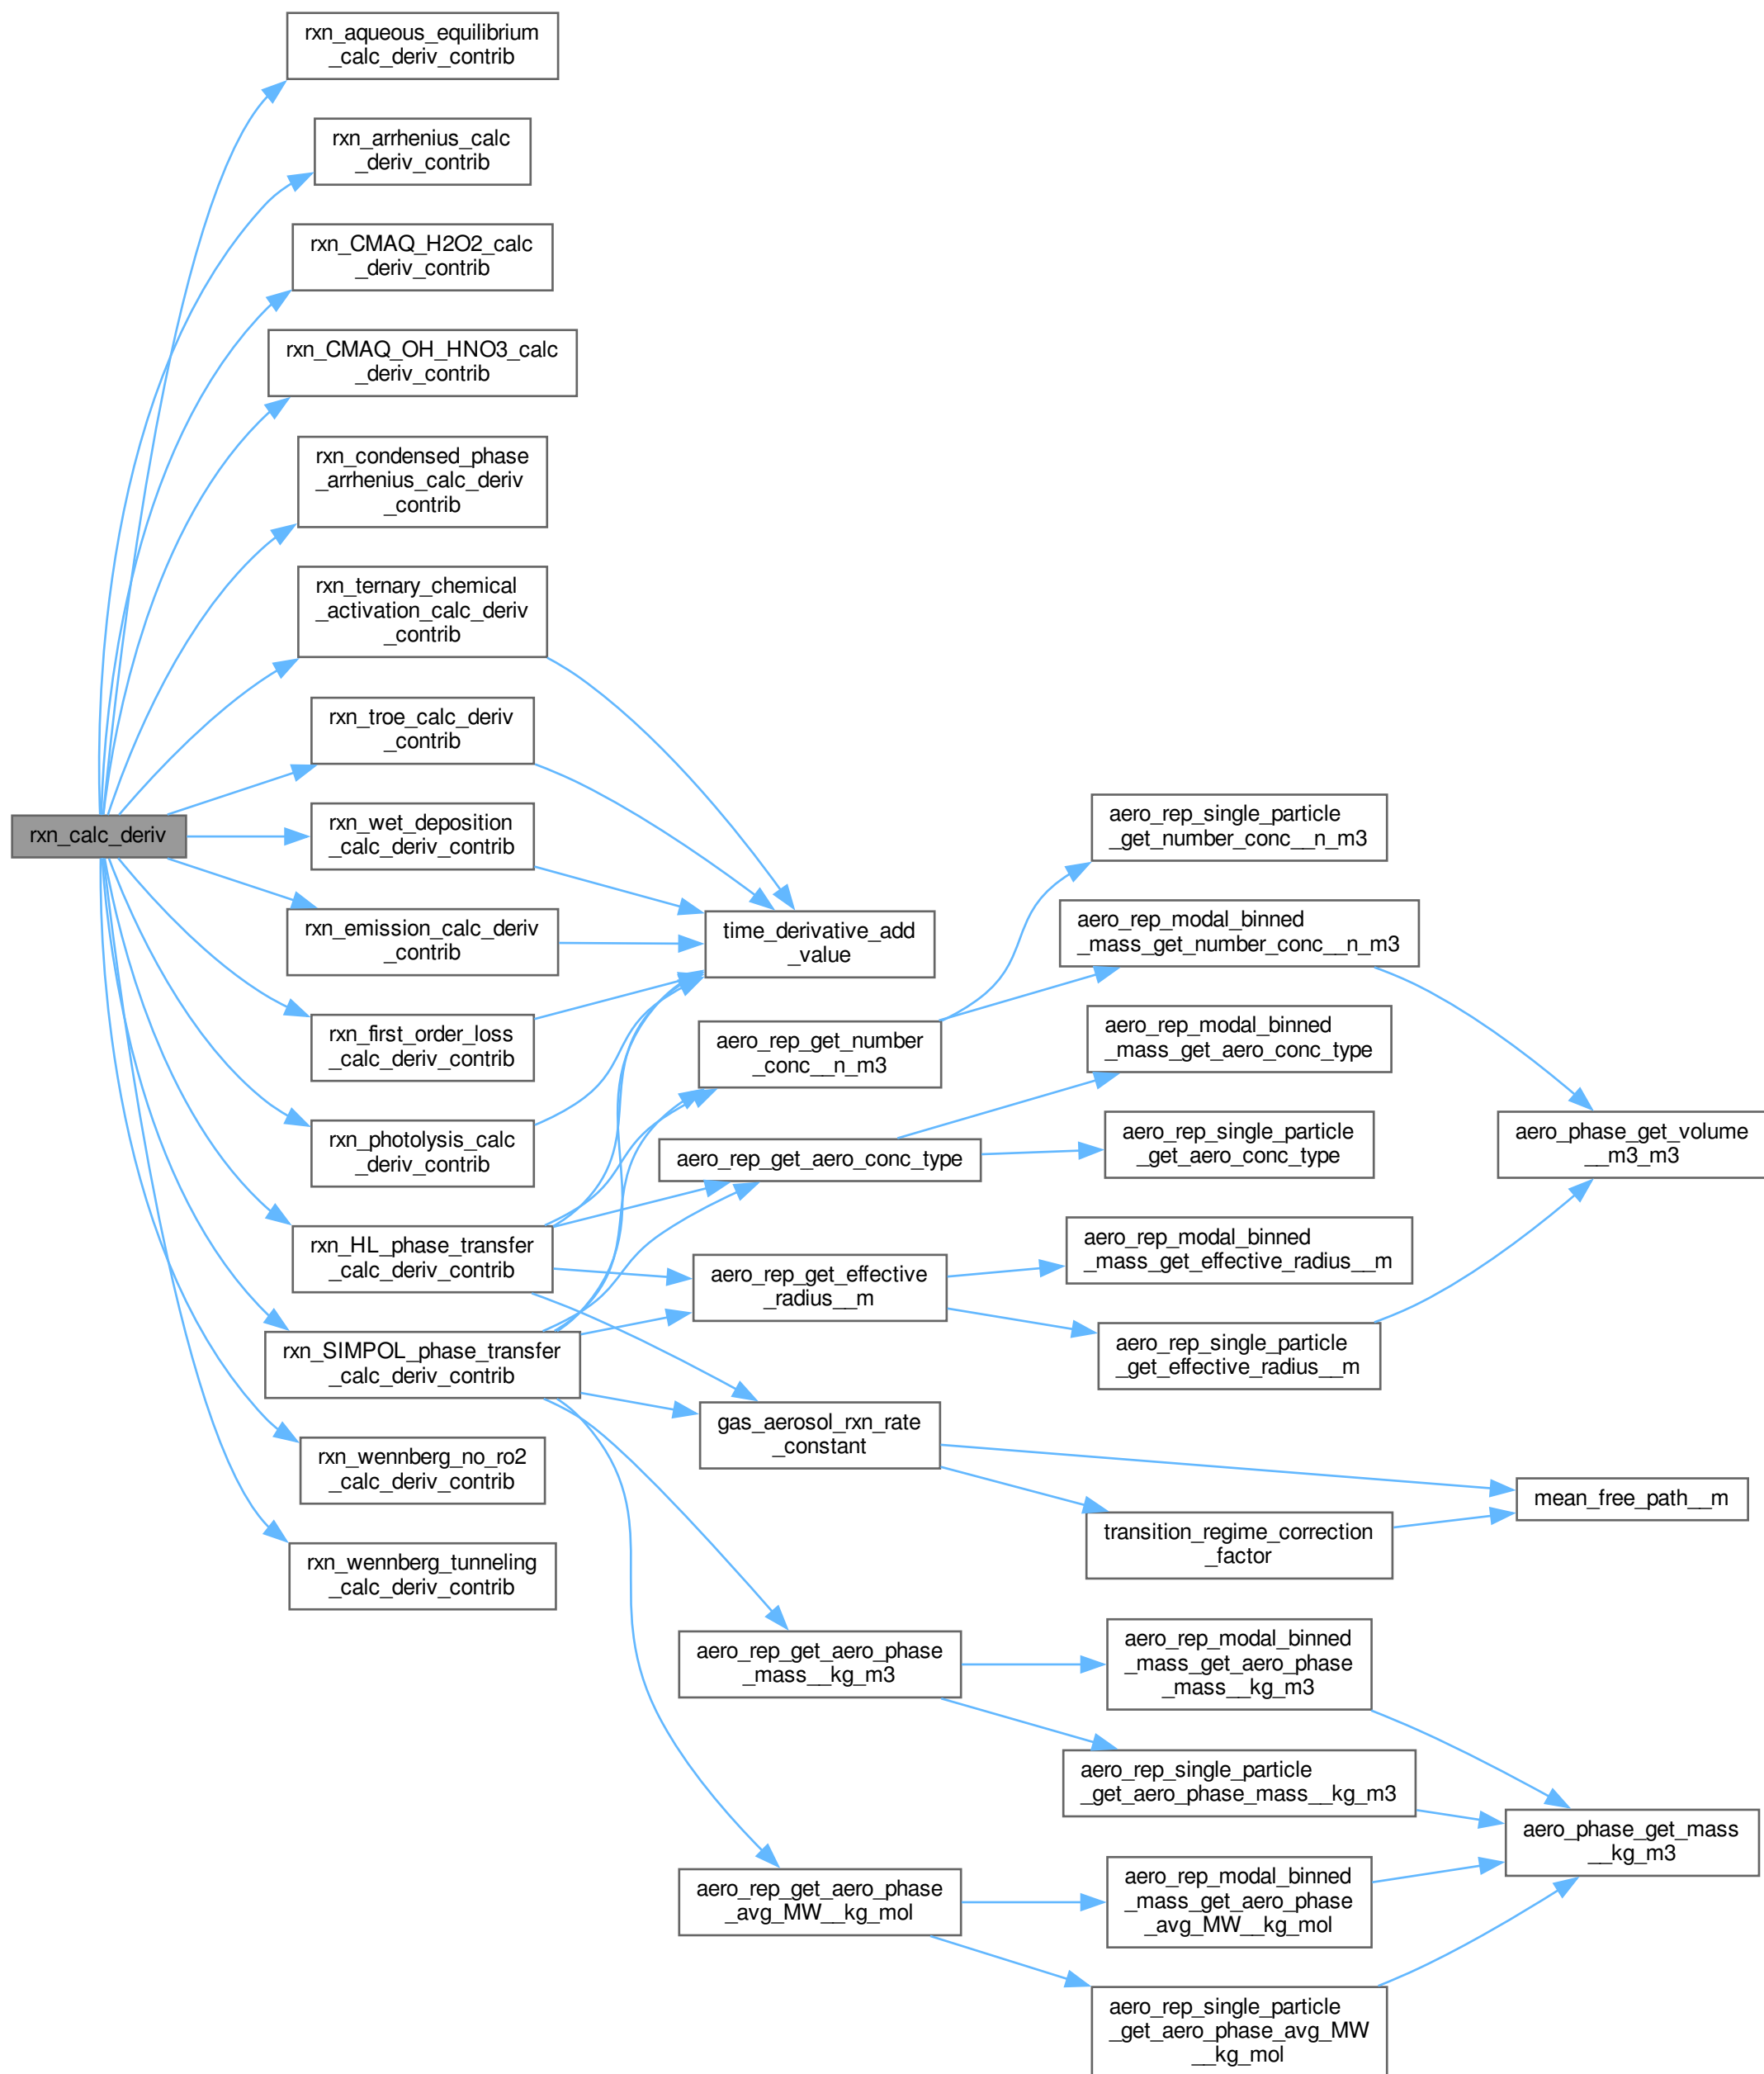 rxn_aqueous_equilibrium
_calc_deriv_contrib
rxn_arrhenius_calc
_deriv_contrib
rxn_CMAQ_H2O2_calc
_deriv_contrib
rxn_CMAQ_OH_HNO3_calc
_deriv_contrib
rxn_condensed_phase
_arrhenius_calc_deriv
_contrib
rxn_ternary_chemical
_activation_calc_deriv
_contrib
rxn_troe_calc_deriv
_contrib
rxn_calc_deriv
rxn_wet_deposition
_calc_deriv_contrib
rxn_emission_calc_deriv
_contrib
rxn_first_order_loss
_calc_deriv_contrib
rxn_photolysis_calc
_deriv_contrib
rxn_HL_phase_transfer
_calc_deriv_contrib
rxn_SIMPOL_phase_transfer
_calc_deriv_contrib
rxn_wennberg_no_ro2
_calc_deriv_contrib
rxn_wennberg_tunneling
_calc_deriv_contrib
time_derivative_add
_value
aero_rep_get_number
_conc__n_m3
aero_rep_get_aero_conc_type
aero_rep_get_effective
_radius__m
gas_aerosol_rxn_rate
_constant
aero_rep_get_aero_phase
_mass__kg_m3
aero_rep_get_aero_phase
_avg_MW__kg_mol
aero_rep_single_particle
_get_number_conc__n_m3
aero_rep_modal_binned
_mass_get_number_conc__n_m3
aero_rep_modal_binned
_mass_get_aero_conc_type
aero_rep_single_particle
_get_aero_conc_type
aero_rep_modal_binned
_mass_get_effective_radius__m
aero_rep_single_particle
_get_effective_radius__m
transition_regime_correction
_factor
aero_rep_modal_binned
_mass_get_aero_phase
_mass__kg_m3
aero_rep_single_particle
_get_aero_phase_mass__kg_m3
aero_rep_modal_binned
_mass_get_aero_phase
_avg_MW__kg_mol
aero_rep_single_particle
_get_aero_phase_avg_MW
__kg_mol
aero_phase_get_volume
__m3_m3
mean_free_path__m
aero_phase_get_mass
__kg_m3